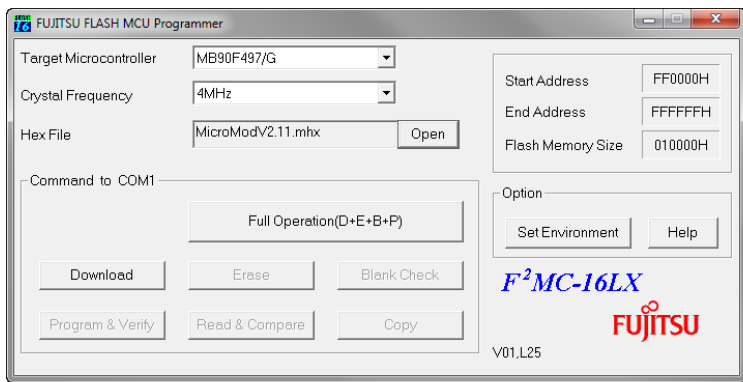 FUJITSU FLASH MCU Programmer
Target Microcontroller MB90F497/G
Crystal Frequency 4MHz
Hex File MicroModV2.11.mhx Open
Start Address FF0000H
End Address FFFFFFH
Flash Memory Size 010000H
Command to COM1
Full Operation(D+E+B+P)
Download Erase Blank Check
Program & Verify Read & Compare Copy
Option
Set Environment Help
F²MC-16LX
FUJITSU
V01,L25